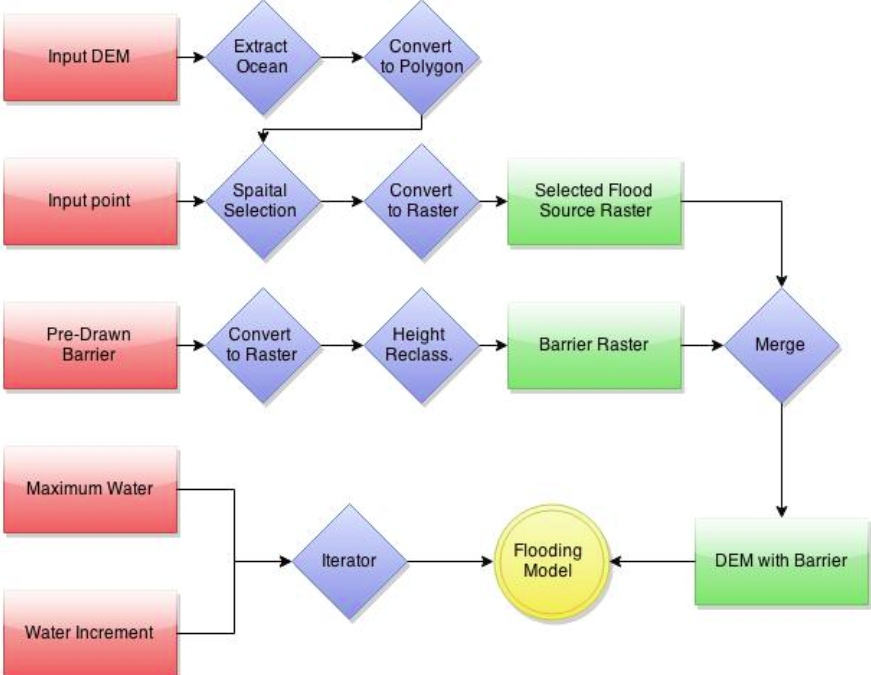 Input DEM
Extract
Ocean
Convert
to Polygon
Input point
Spaital
Selection
Convert
to Raster
Selected Flood
Source Raster
Pre-Drawn
Barrier
Convert
to Raster
Height
Reclass.
Barrier Raster
Merge
Maximum Water
Iterator
Flooding
Model
DEM with Barrier
Water Increment